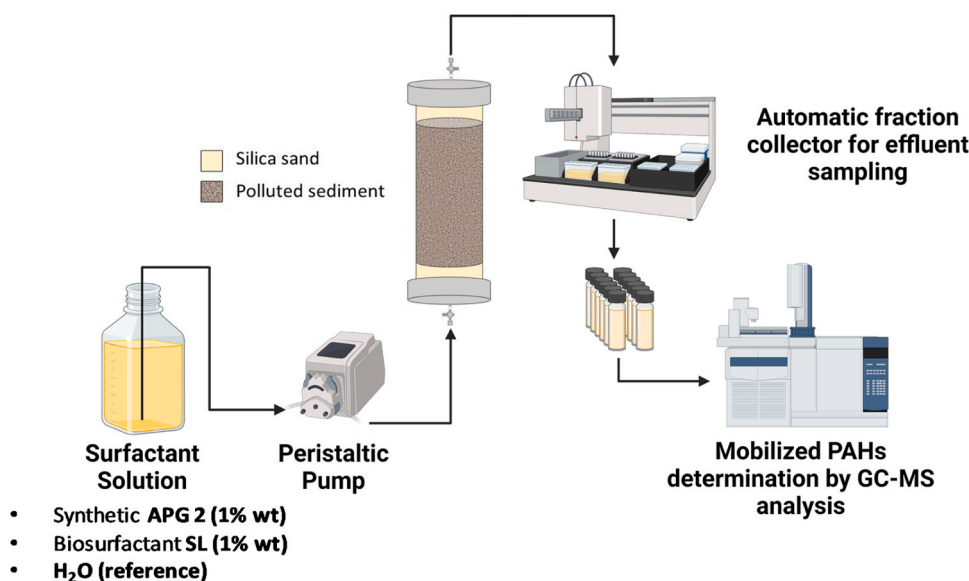 Silica sand
Polluted sediment
Automatic fraction
collector for effluent
sampling
Surfactant
Solution
Peristaltic
Pump
Mobilized PAHs
determination by GC-MS
analysis
• Synthetic APG 2 (1% wt)
• Biosurfactant SL (1% wt)
• H₂O (reference)